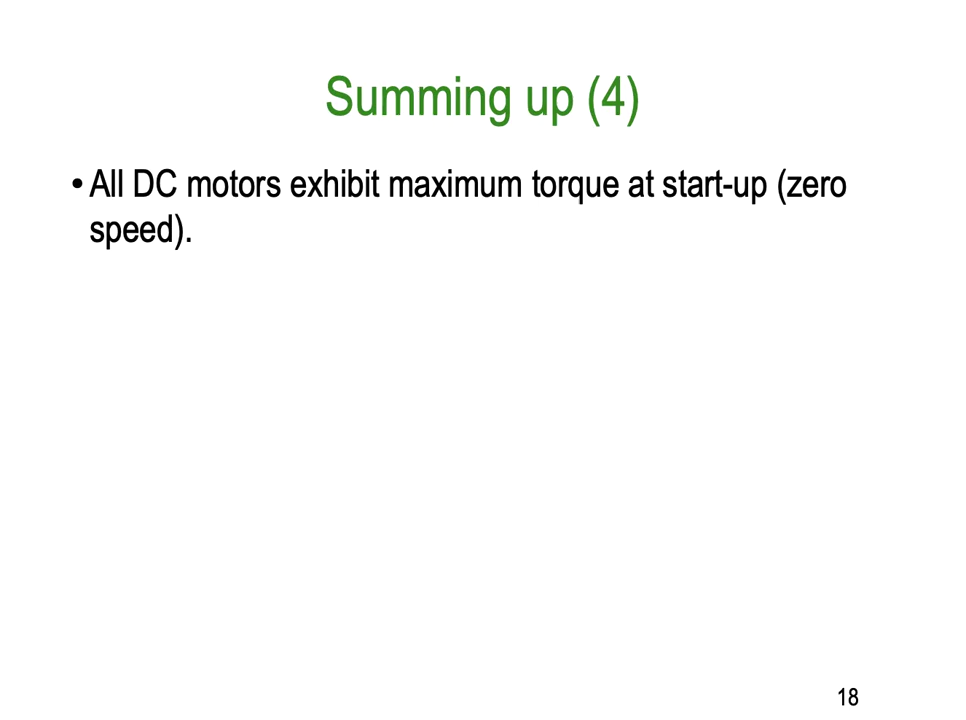 Summing up (4)
• All DC motors exhibit maximum torque at start-up (zero
speed).
18